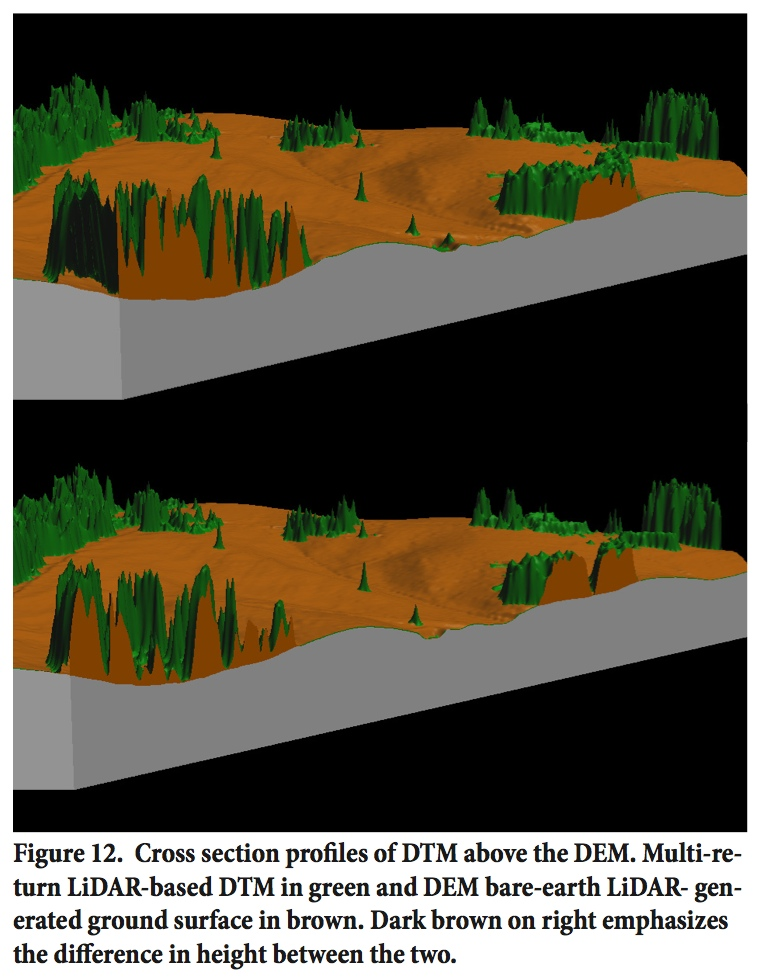 Figure 12.  Cross section profiles of DTM above the DEM. Multi-re-
turn LiDAR-based DTM in green and DEM bare-earth LiDAR- gen-
erated ground surface in brown. Dark brown on right emphasizes
the difference in height between the two.